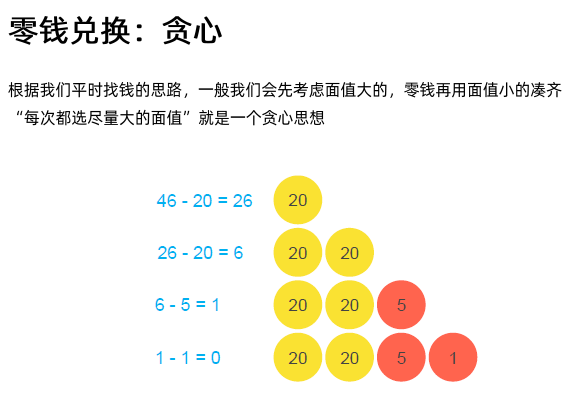 零钱兑换：贪心
根据我们平时找钱的思路，一般我们会先考虑面值大的，零钱再用面值小的凑齐
“每次都选尽量大的面值”就是一个贪心思想
46 - 20 = 26 20
26 - 20 = 6 20 20
6 - 5 = 1 20 20 5
1 - 1 = 0 20 20 5 1